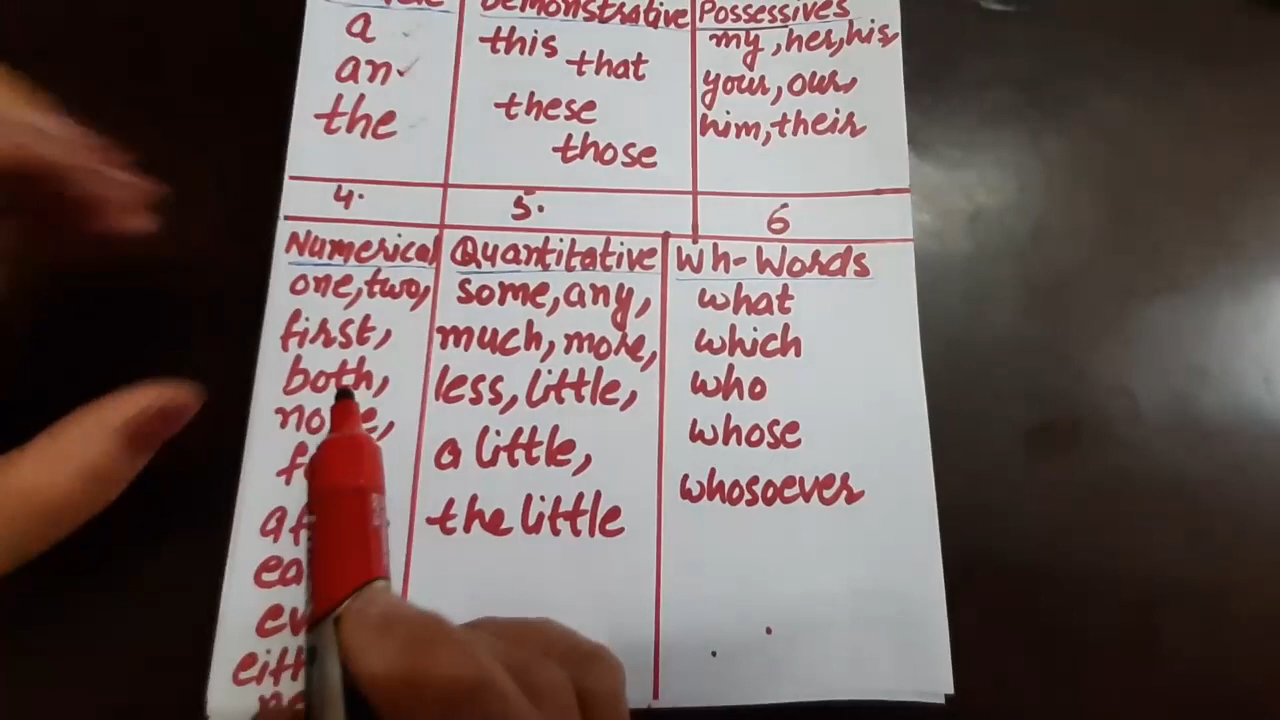 Demonstrative Possessives
a this my, her, his,
an that your, our,
the these him, their
those
4. 5. 6
Numerical Quantitative Wh-Words
one, two, some, any, what
first, much, more, which
both, less, little, who
a little, whose
the little whosoever